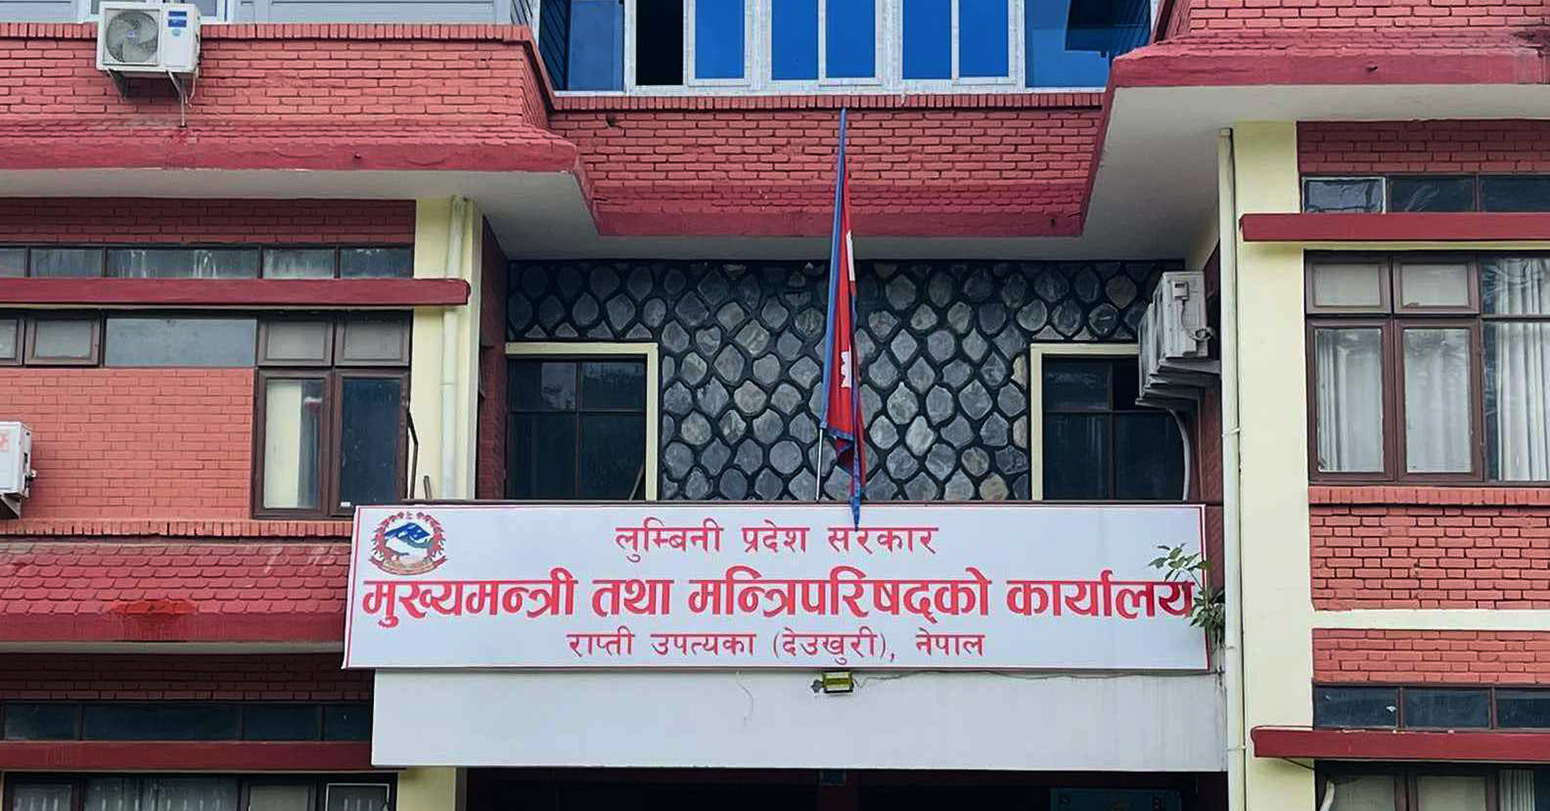 लुम्बिनी प्रदेश सरकार
मुख्यमन्त्री तथा मन्त्रिपरिषद्को कार्यालय
राप्ती उपत्यका (देउखुरी), नेपाल